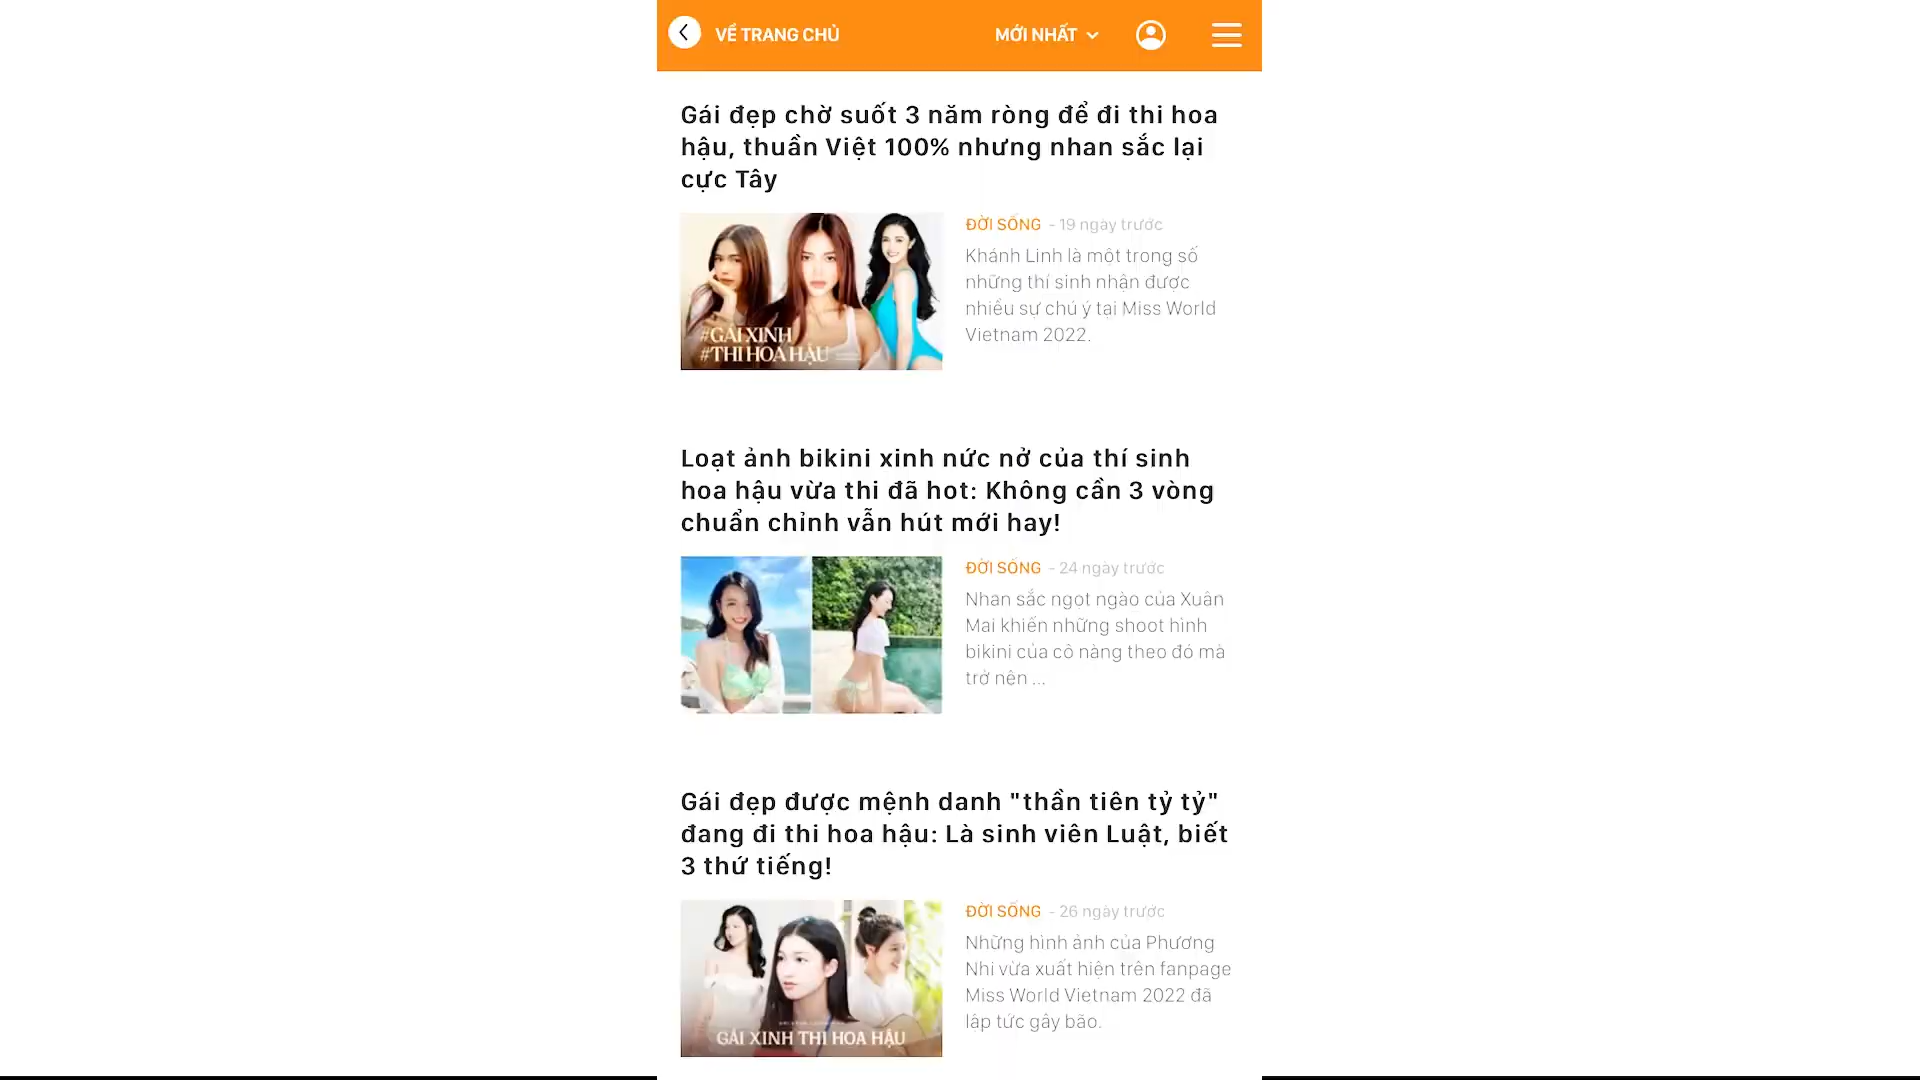 VỀ TRANG CHỦ
MỚI NHẤT
Gái đẹp chờ suốt 3 năm ròng để đi thi hoa
hậu, thuần Việt 100% nhưng nhan sắc lại
cực Tây
#GÁI XINH
#THI HOA HẬU
ĐỜI SỐNG - 19 ngày trước
Khánh Linh là một trong số
những thí sinh nhận được
nhiều sự chú ý tại Miss World
Vietnam 2022.
Loạt ảnh bikini xinh nức nở của thí sinh
hoa hậu vừa thi đã hot: Không cần 3 vòng
chuẩn chỉnh vẫn hút mới hay!
ĐỜI SỐNG - 24 ngày trước
Nhan sắc ngọt ngào của Xuân
Mai khiến những shoot hình
bikini của cô nàng theo đó mà
trở nên ...
Gái đẹp được mệnh danh "thần tiên tỷ tỷ"
đang đi thi hoa hậu: Là sinh viên Luật, biết
3 thứ tiếng!
GÁI XINH THI HOA HẬU
ĐỜI SỐNG - 26 ngày trước
Những hình ảnh của Phương
Nhi vừa xuất hiện trên fanpage
Miss World Vietnam 2022 đã
lập tức gây bão.